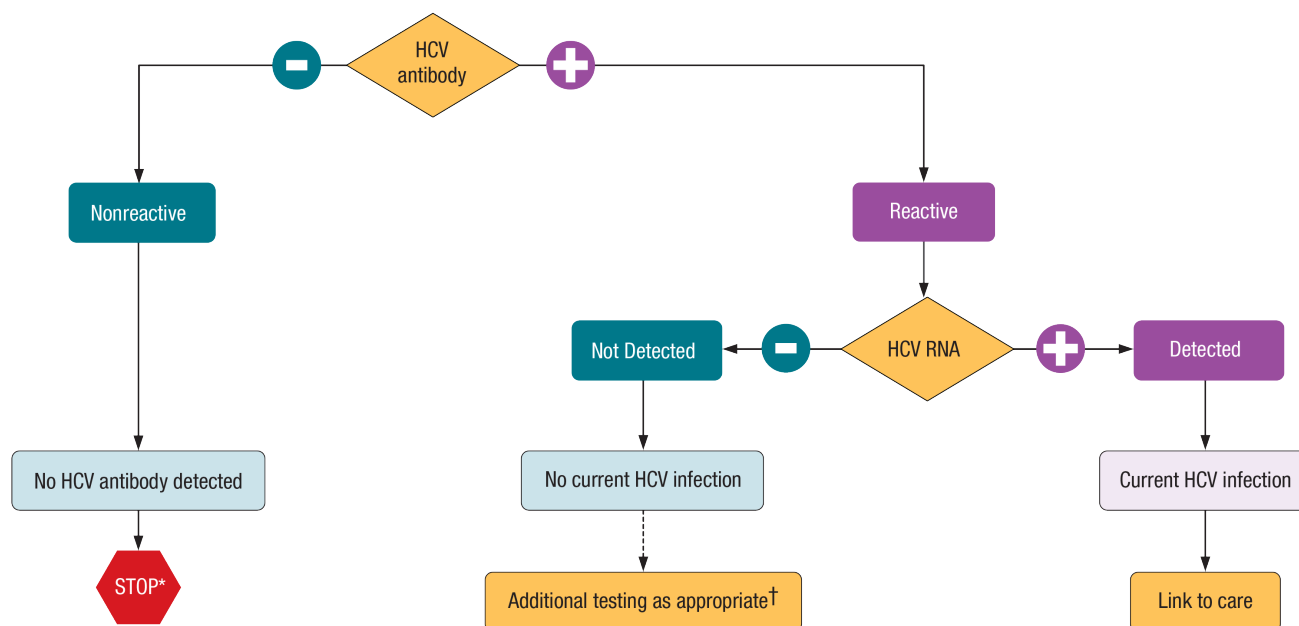 HCV
antibody
Nonreactive
Reactive
Not Detected
HCV RNA
Detected
No HCV antibody detected
No current HCV infection
Current HCV infection
STOP*
Additional testing as appropriate†
Link to care